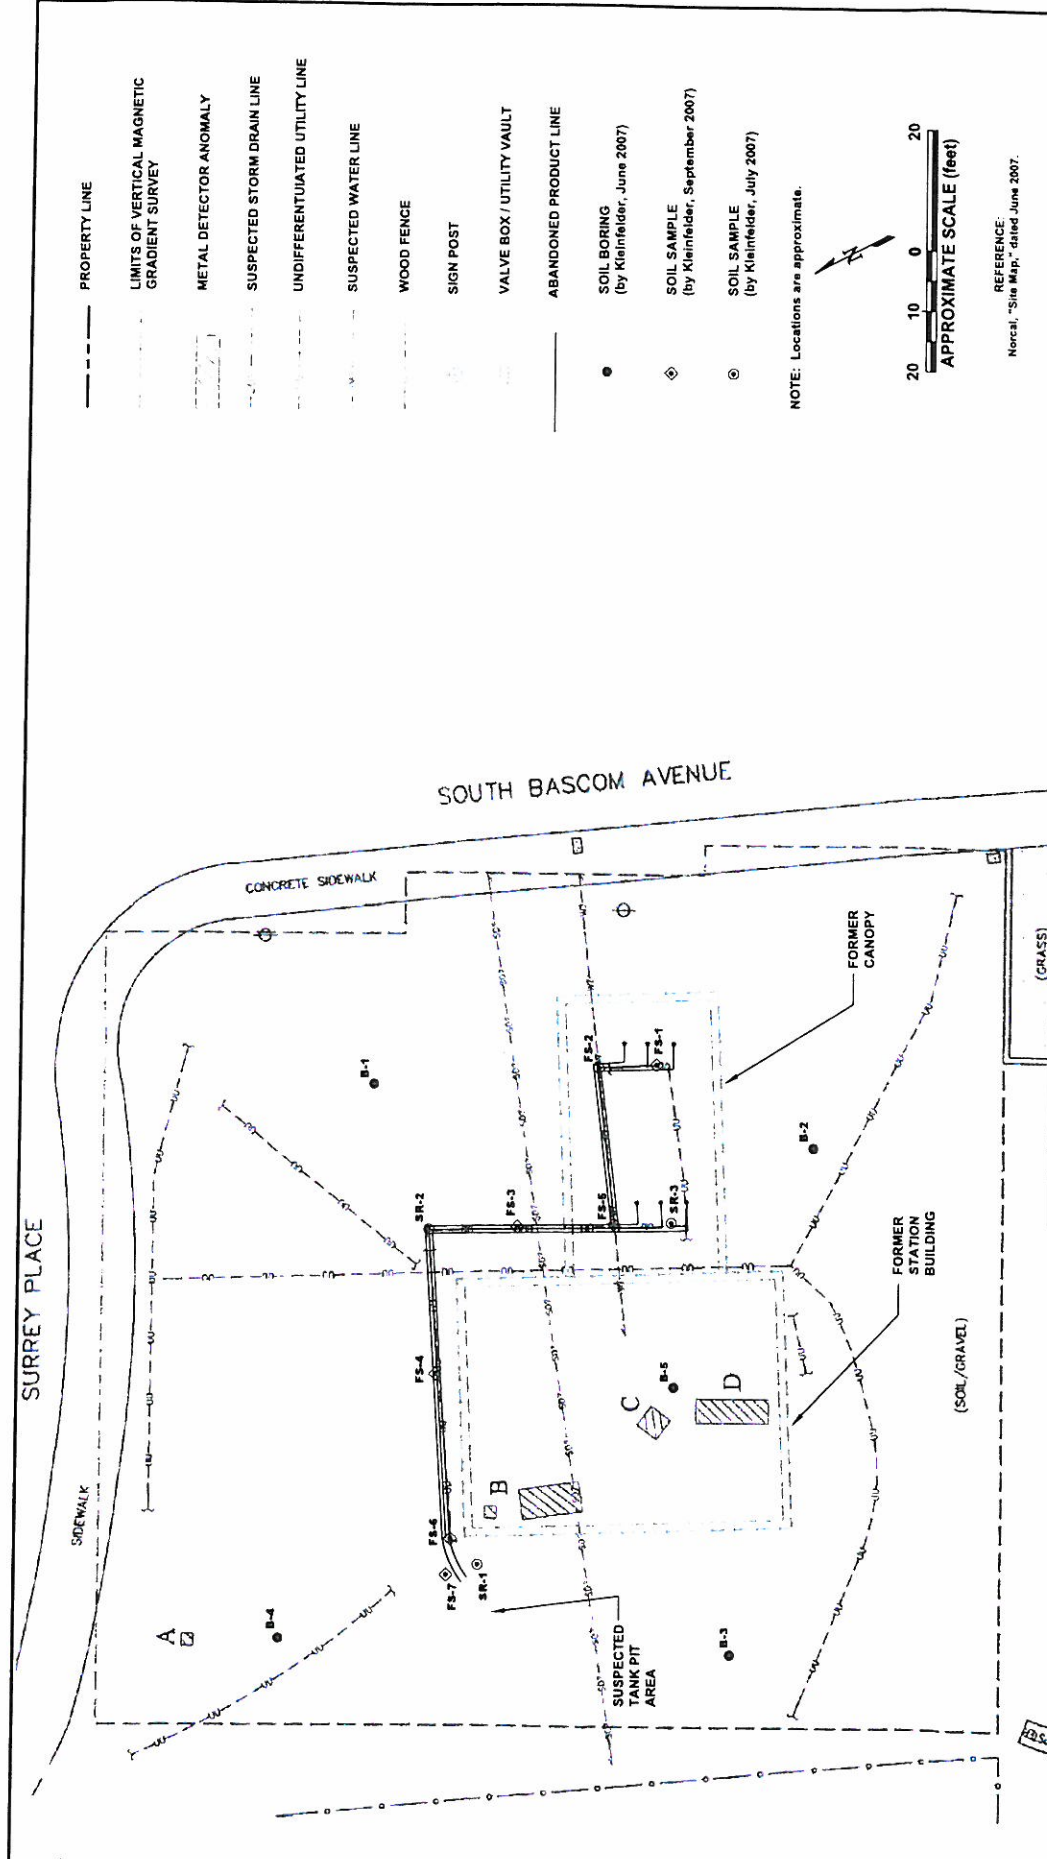 PROPERTY LINE
LIMITS OF VERTICAL MAGNETIC
GRADIENT SURVEY
METAL DETECTOR ANOMALY
SUSPECTED STORM DRAIN LINE
UNDIFFERENTUIATED UTILITY LINE
SUSPECTED WATER LINE
WOOD FENCE
SIGN POST
VALVE BOX / UTILITY VAULT
ABANDONED PRODUCT LINE
SOIL BORING
(by Kleinfelder, June 2007)
SOIL SAMPLE
(by Kleinfelder, September 2007)
SOIL SAMPLE
(by Kleinfelder, July 2007)
NOTE: Locations are approximate.
N
20 10 0 20
APPROXIMATE SCALE (feet)
REFERENCE:
Norcal, "Site Map," dated June 2007.
SURREY PLACE
SIDEWALK
SOUTH BASCOM AVENUE
CONCRETE SIDEWALK
B-1
B-2
B-3
B-4
B-5
A
B
C
D
SR-1
SR-2
SR-3
FS-1
FS-2
FS-3
FS-4
FS-6
FS-7
FORMER
CANOPY
FORMER
STATION
BUILDING
SUSPECTED
TANK PIT
AREA
(SOIL/GRAVEL)
(GRASS)